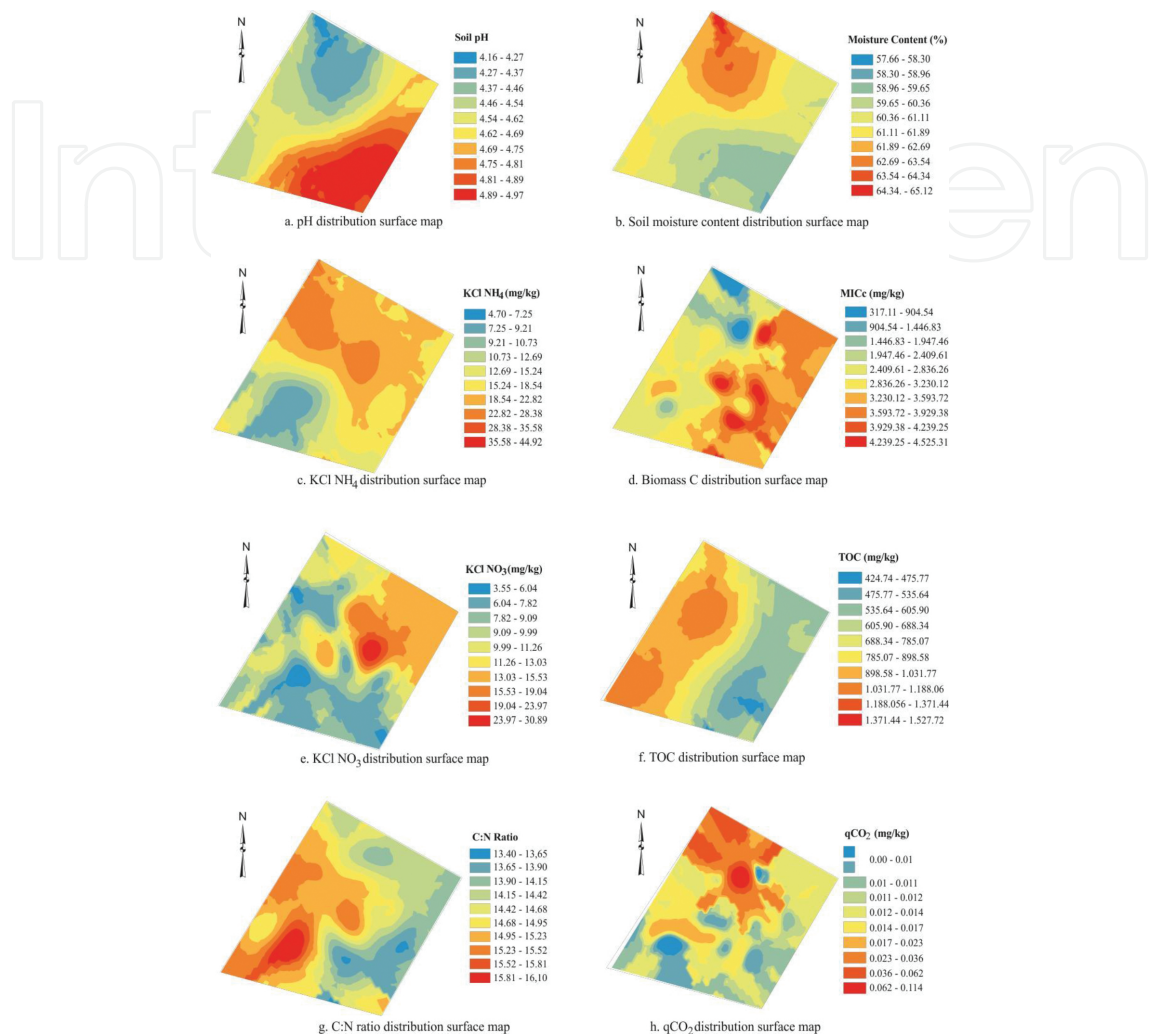 Inten
N
Soil pH
4.16 - 4.27
4.27 - 4.37
4.37 - 4.46
4.46 - 4.54
4.54 - 4.62
4.62 - 4.69
4.69 - 4.75
4.75 - 4.81
4.81 - 4.89
4.89 - 4.97
a. pH distribution surface map
N
Moisture Content (%)
57.66 - 58.30
58.30 - 58.96
58.96 - 59.65
59.65 - 60.36
60.36 - 61.11
61.11 - 61.89
61.89 - 62.69
62.69 - 63.54
63.54 - 64.34
64.34. - 65.12
b. Soil moisture content distribution surface map
N
KCl NH₄ (mg/kg)
4.70 - 7.25
7.25 - 9.21
9.21 - 10.73
10.73 - 12.69
12.69 - 15.24
15.24 - 18.54
18.54 - 22.82
22.82 - 28.38
28.38 - 35.58
35.58 - 44.92
c. KCl NH₄ distribution surface map
N
MICc (mg/kg)
317.11 - 904.54
904.54 - 1.446.83
1.446.83 - 1.947.46
1.947.46 - 2.409.61
2.409.61 - 2.836.26
2.836.26 - 3.230.12
3.230.12 - 3.593.72
3.593.72 - 3.929.38
3.929.38 - 4.239.25
4.239.25 - 4.525.31
d. Biomass C distribution surface map
N
KCl NO₃(mg/kg)
3.55 - 6.04
6.04 - 7.82
7.82 - 9.09
9.09 - 9.99
9.99 - 11.26
11.26 - 13.03
13.03 - 15.53
15.53 - 19.04
19.04 - 23.97
23.97 - 30.89
e. KCl NO₃ distribution surface map
N
TOC (mg/kg)
424.74 - 475.77
475.77 - 535.64
535.64 - 605.90
605.90 - 688.34
688.34 - 785.07
785.07 - 898.58
898.58 - 1.031.77
1.031.77 - 1.188.06
1.188.056 - 1.371.44
1.371.44 - 1.527.72
f. TOC distribution surface map
N
C:N Ratio
13.40 - 13,65
13.65 - 13.90
13.90 - 14.15
14.15 - 14.42
14.42 - 14.68
14.68 - 14.95
14.95 - 15.23
15.23 - 15.52
15.52 - 15.81
15.81 - 16,10
g. C:N ratio distribution surface map
N
qCO₂ (mg/kg)
0.00 - 0.01
0.01 - 0.011
0.011 - 0.012
0.012 - 0.014
0.014 - 0.017
0.017 - 0.023
0.023 - 0.036
0.036 - 0.062
0.062 - 0.114
h. qCO₂ distribution surface map